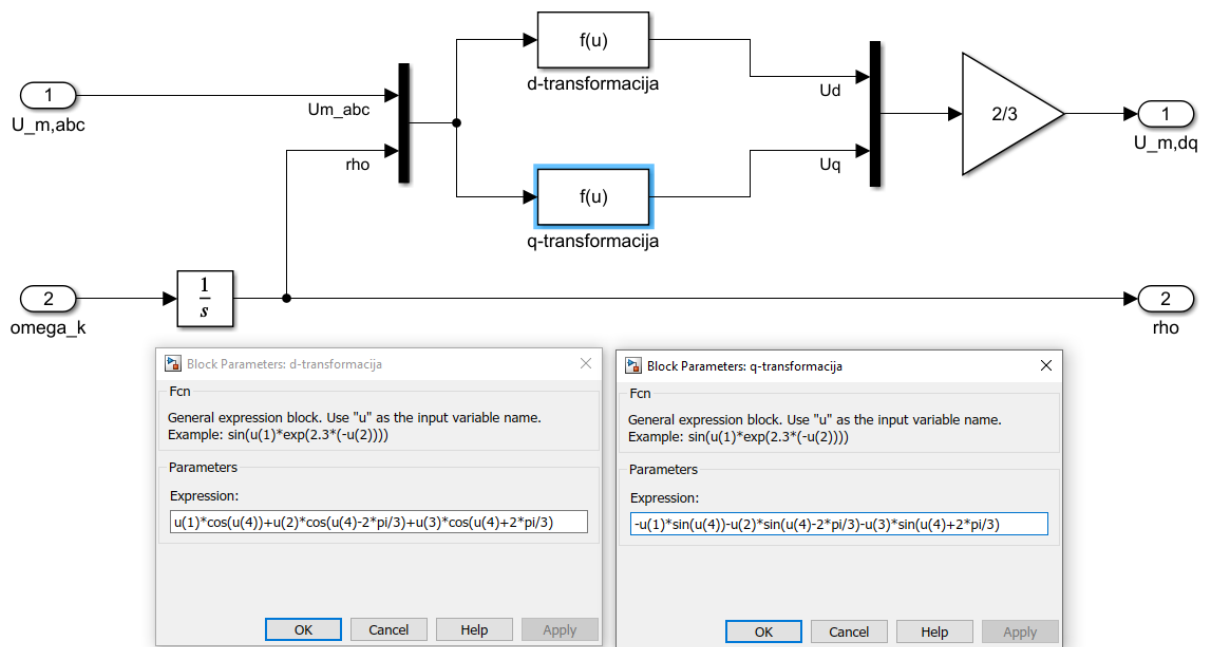 f(u)
d-transformacija
1
U_m,abc
Um_abc
rho
Ud
Uq
2/3
1
U_m,dq
f(u)
q-transformacija
2
omega_k
1
s
2
rho
Block Parameters: d-transformacija
Fcn
General expression block. Use "u" as the input variable name.
Example: sin(u(1)*exp(2.3*(-u(2))))
Parameters
Expression:
u(1)*cos(u(4))+u(2)*cos(u(4)-2*pi/3)+u(3)*cos(u(4)+2*pi/3)
OK Cancel Help Apply
Block Parameters: q-transformacija
Fcn
General expression block. Use "u" as the input variable name.
Example: sin(u(1)*exp(2.3*(-u(2))))
Parameters
Expression:
-u(1)*sin(u(4))-u(2)*sin(u(4)-2*pi/3)-u(3)*sin(u(4)+2*pi/3)
OK Cancel Help Apply